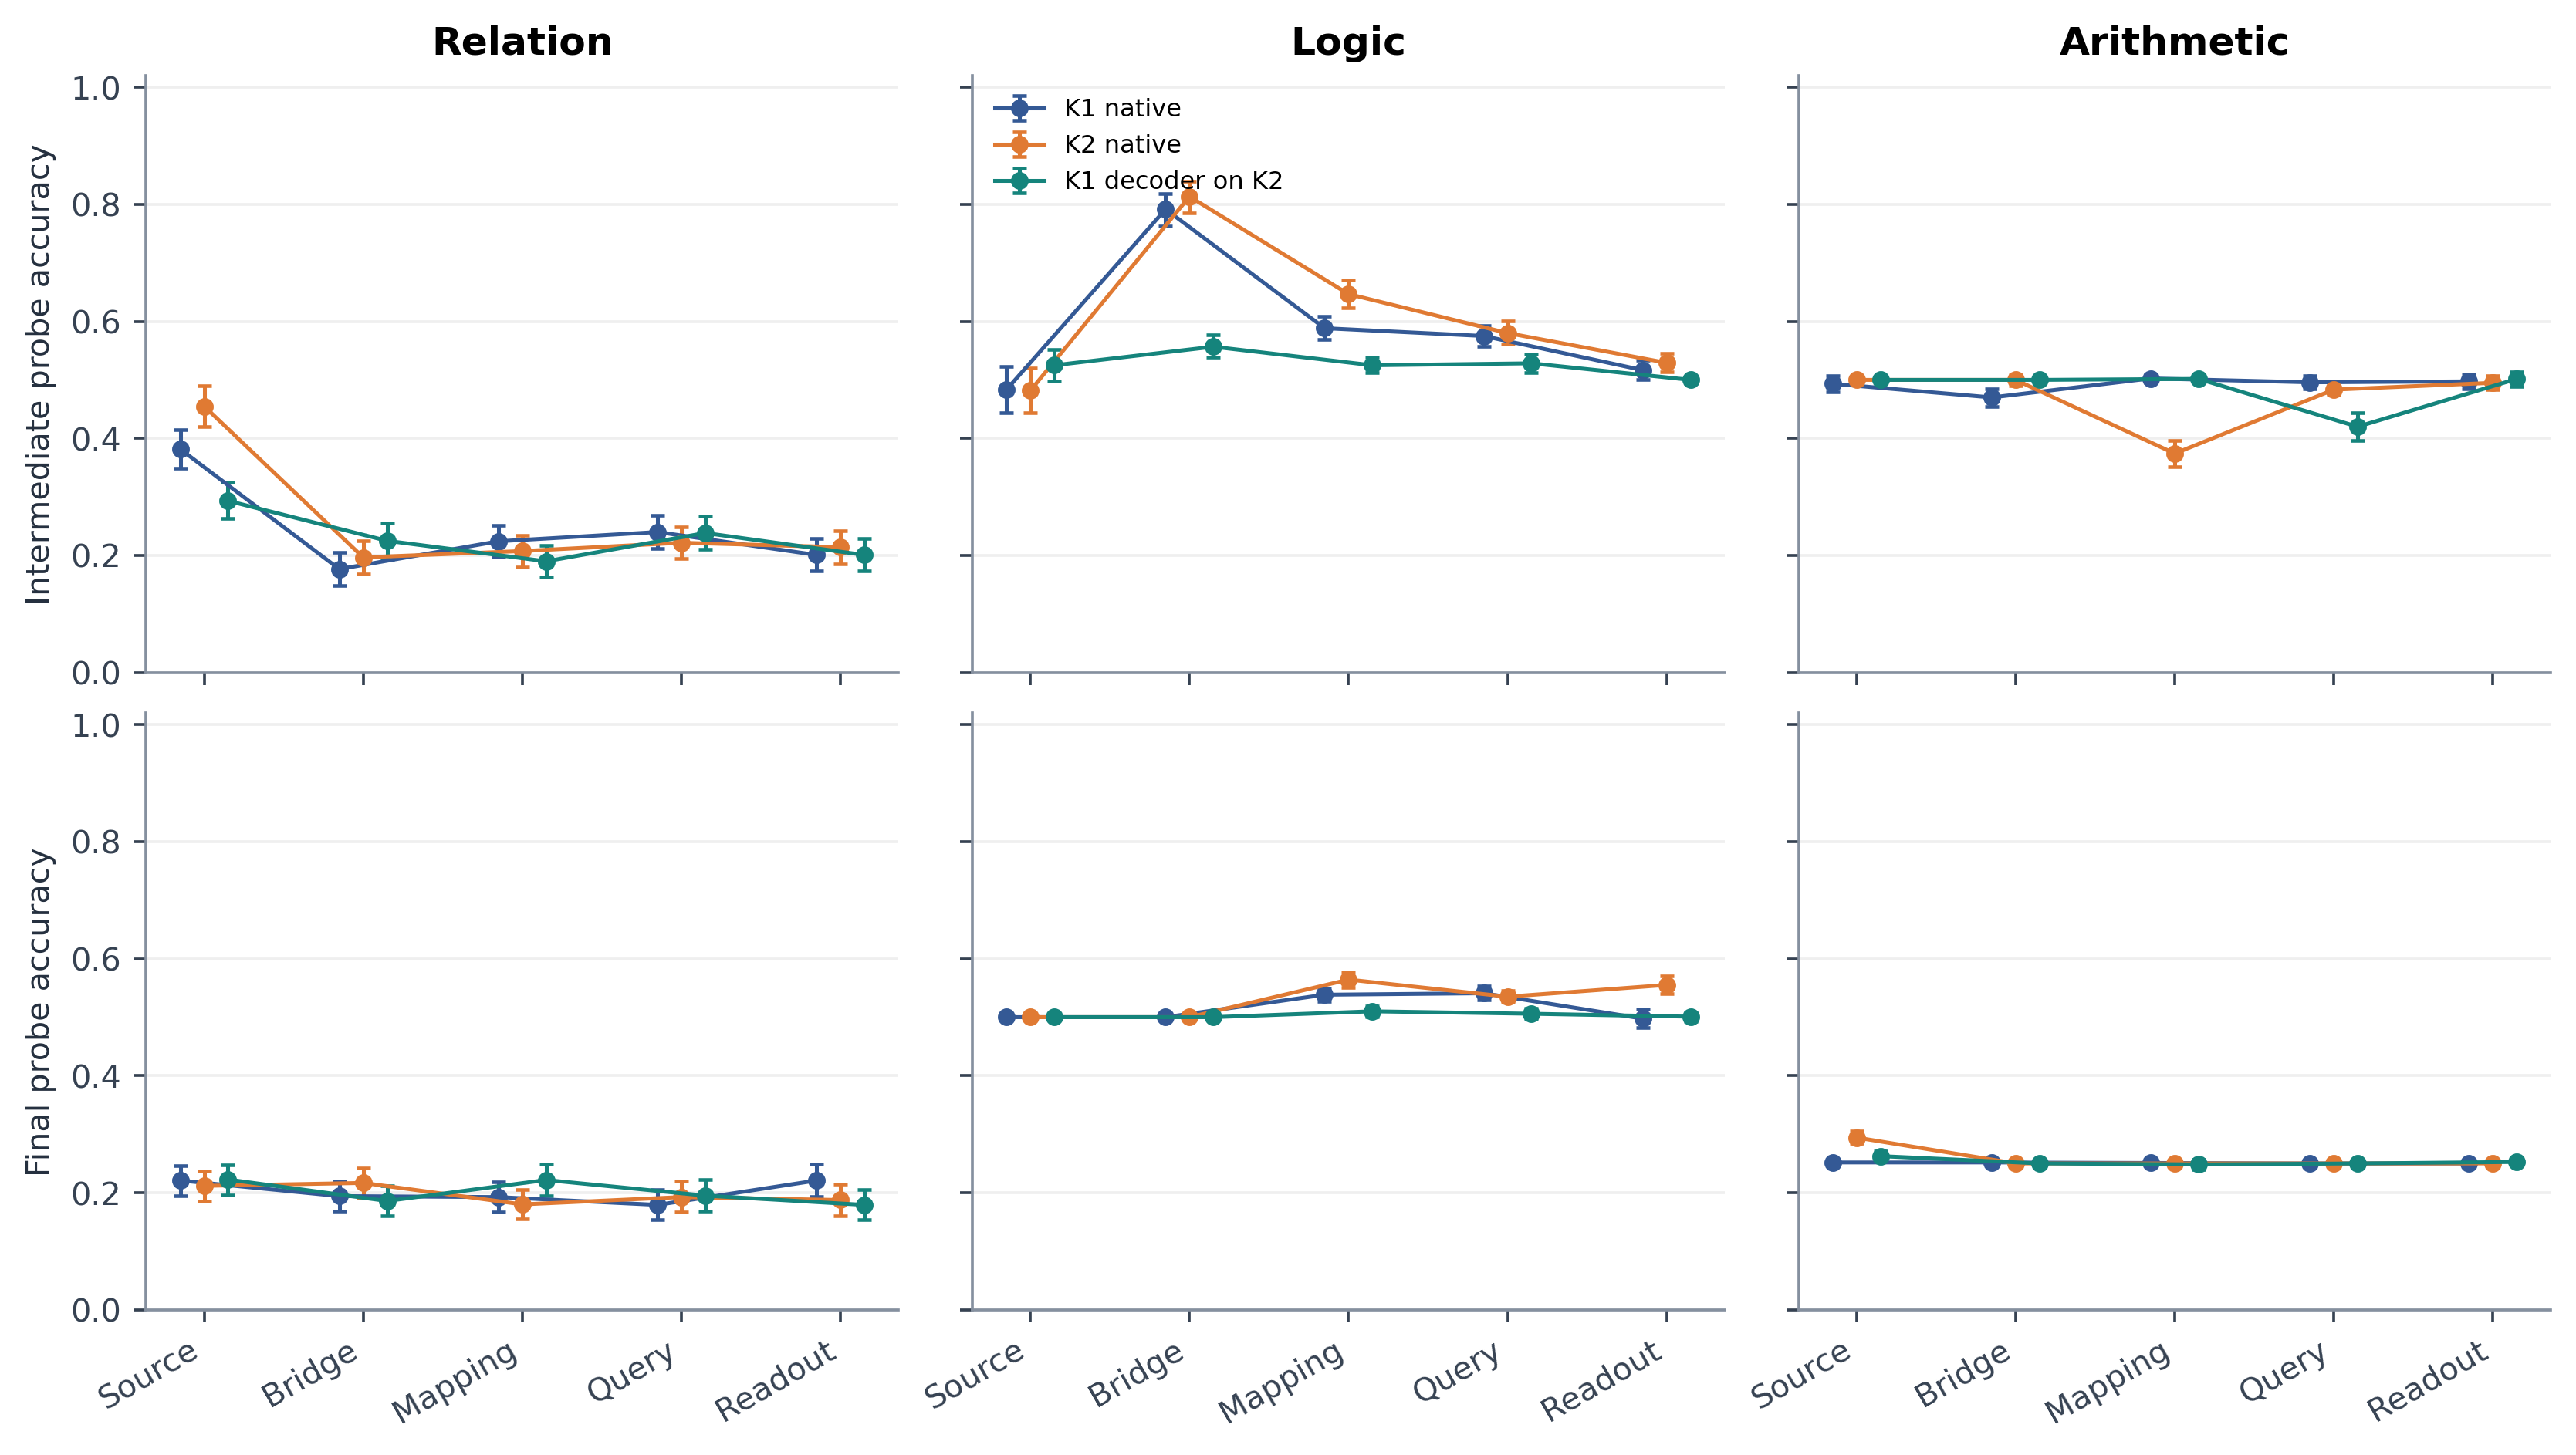 Relation
Logic
Arithmetic
Intermediate probe accuracy
1.0
0.8
0.6
0.4
0.2
0.0
K1 native
K2 native
K1 decoder on K2
Final probe accuracy
1.0
0.8
0.6
0.4
0.2
0.0
Source
Bridge
Mapping
Query
Readout
Source
Bridge
Mapping
Query
Readout
Source
Bridge
Mapping
Query
Readout